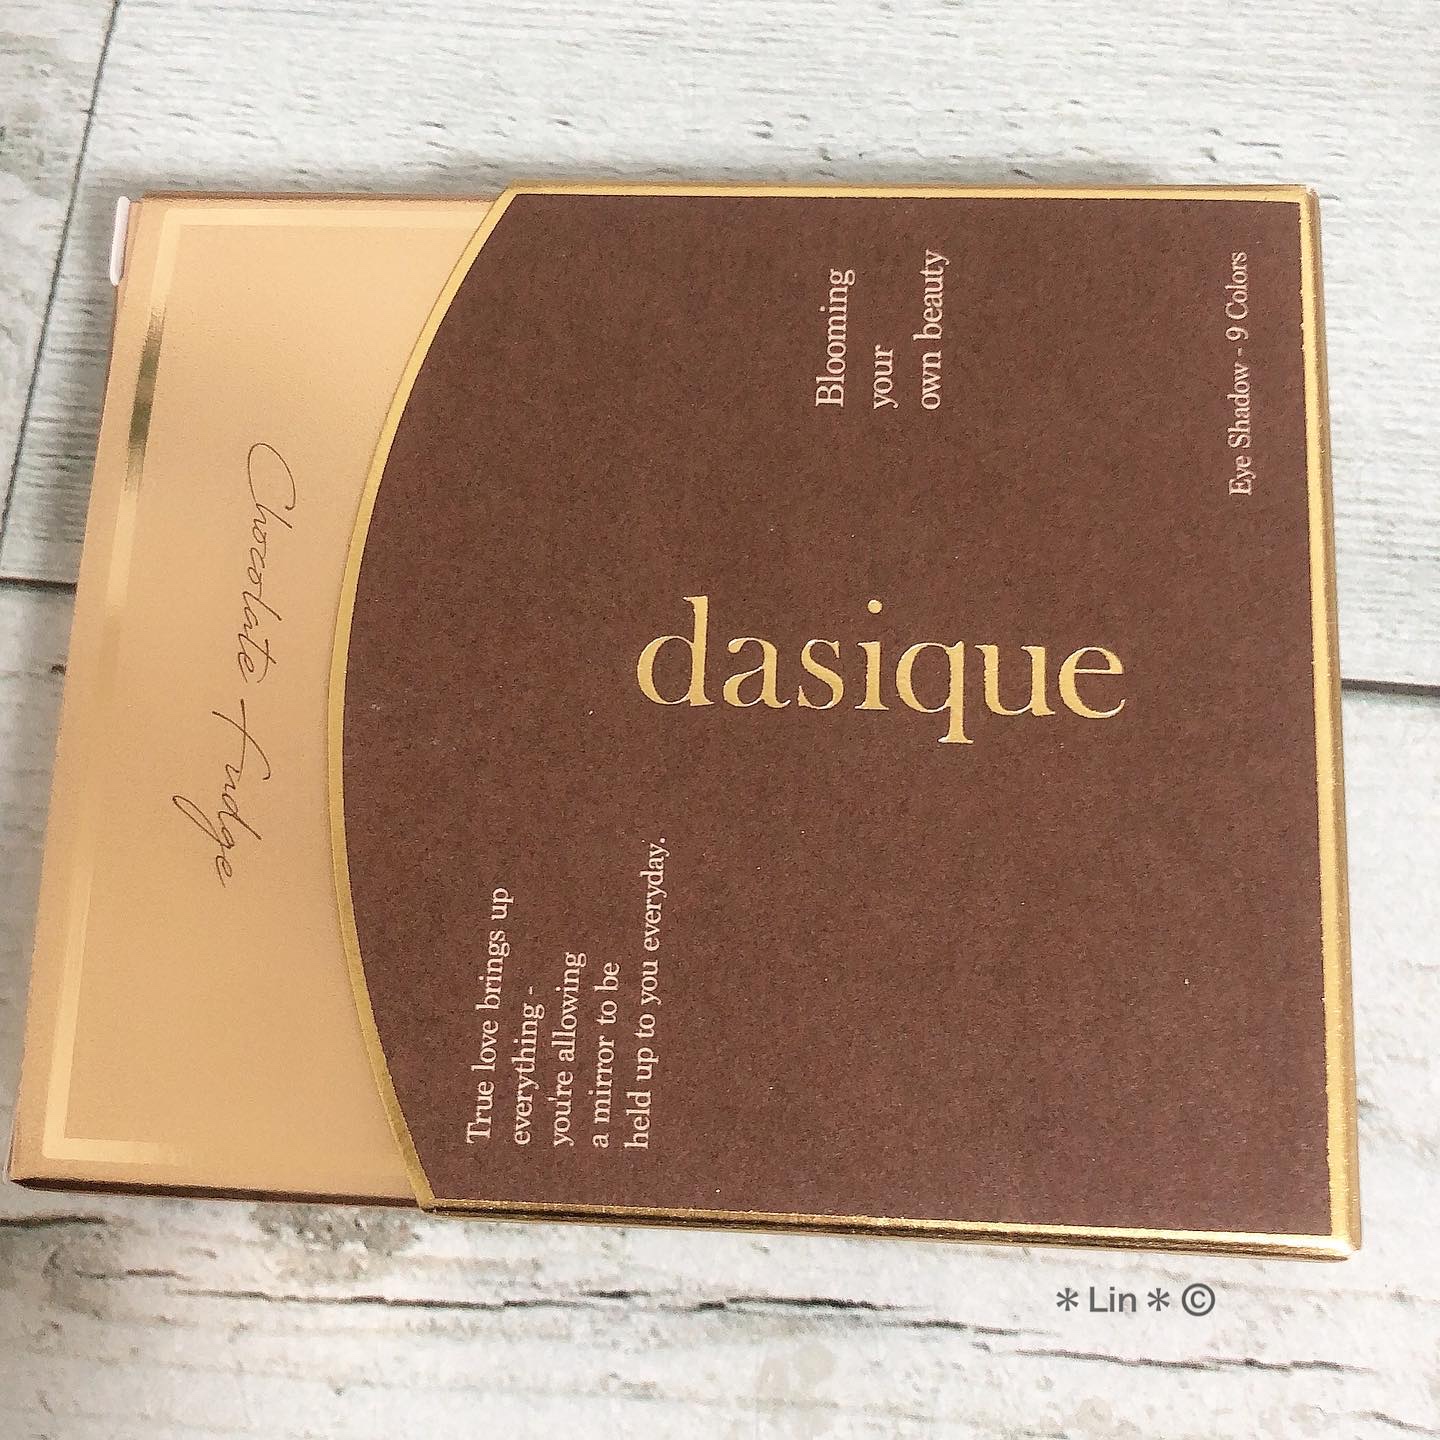 Chocolate fudge
True love brings up
everything -
you're allowing
a mirror to be
held up to you everyday.
dasique
Blooming
your
own beauty
Eye Shadow - 9 Colors
＊Lin＊©